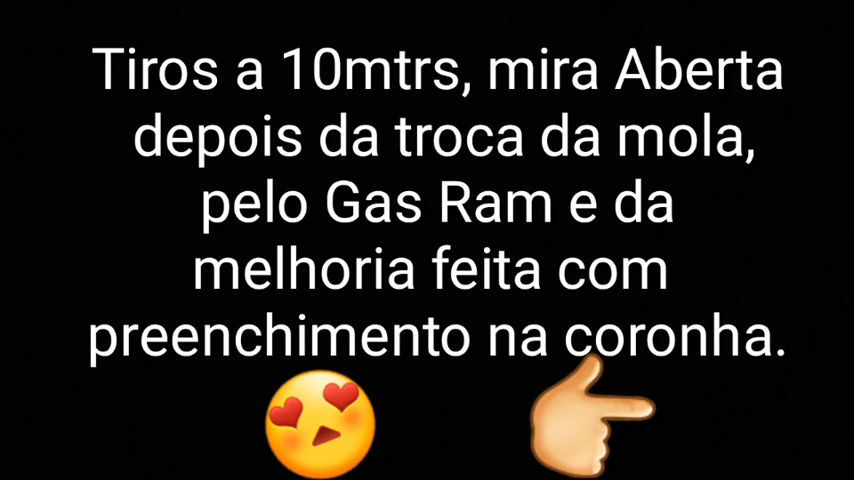 Tiros a 10mtrs, mira Aberta
depois da troca da mola,
pelo Gas Ram e da
melhoria feita com
preenchimento na coronha.